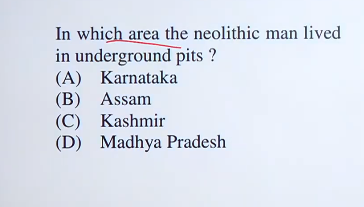 In which area the neolithic man lived
in underground pits ?
(A) Karnataka
(B) Assam
(C) Kashmir
(D) Madhya Pradesh